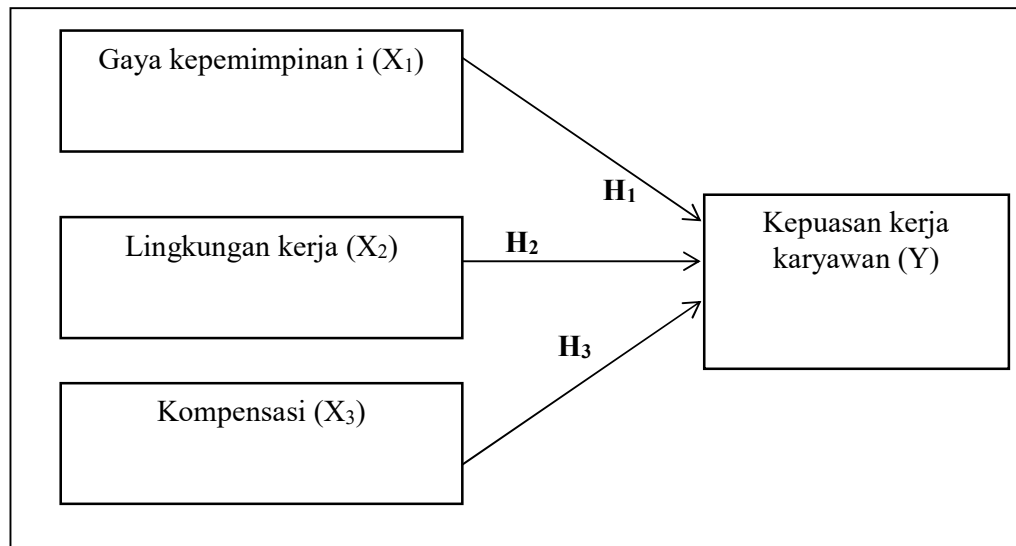 Gaya kepemimpinan i (X₁)
H₁
Lingkungan kerja (X₂)
H₂
Kepuasan kerja
karyawan (Y)
H₃
Kompensasi (X₃)